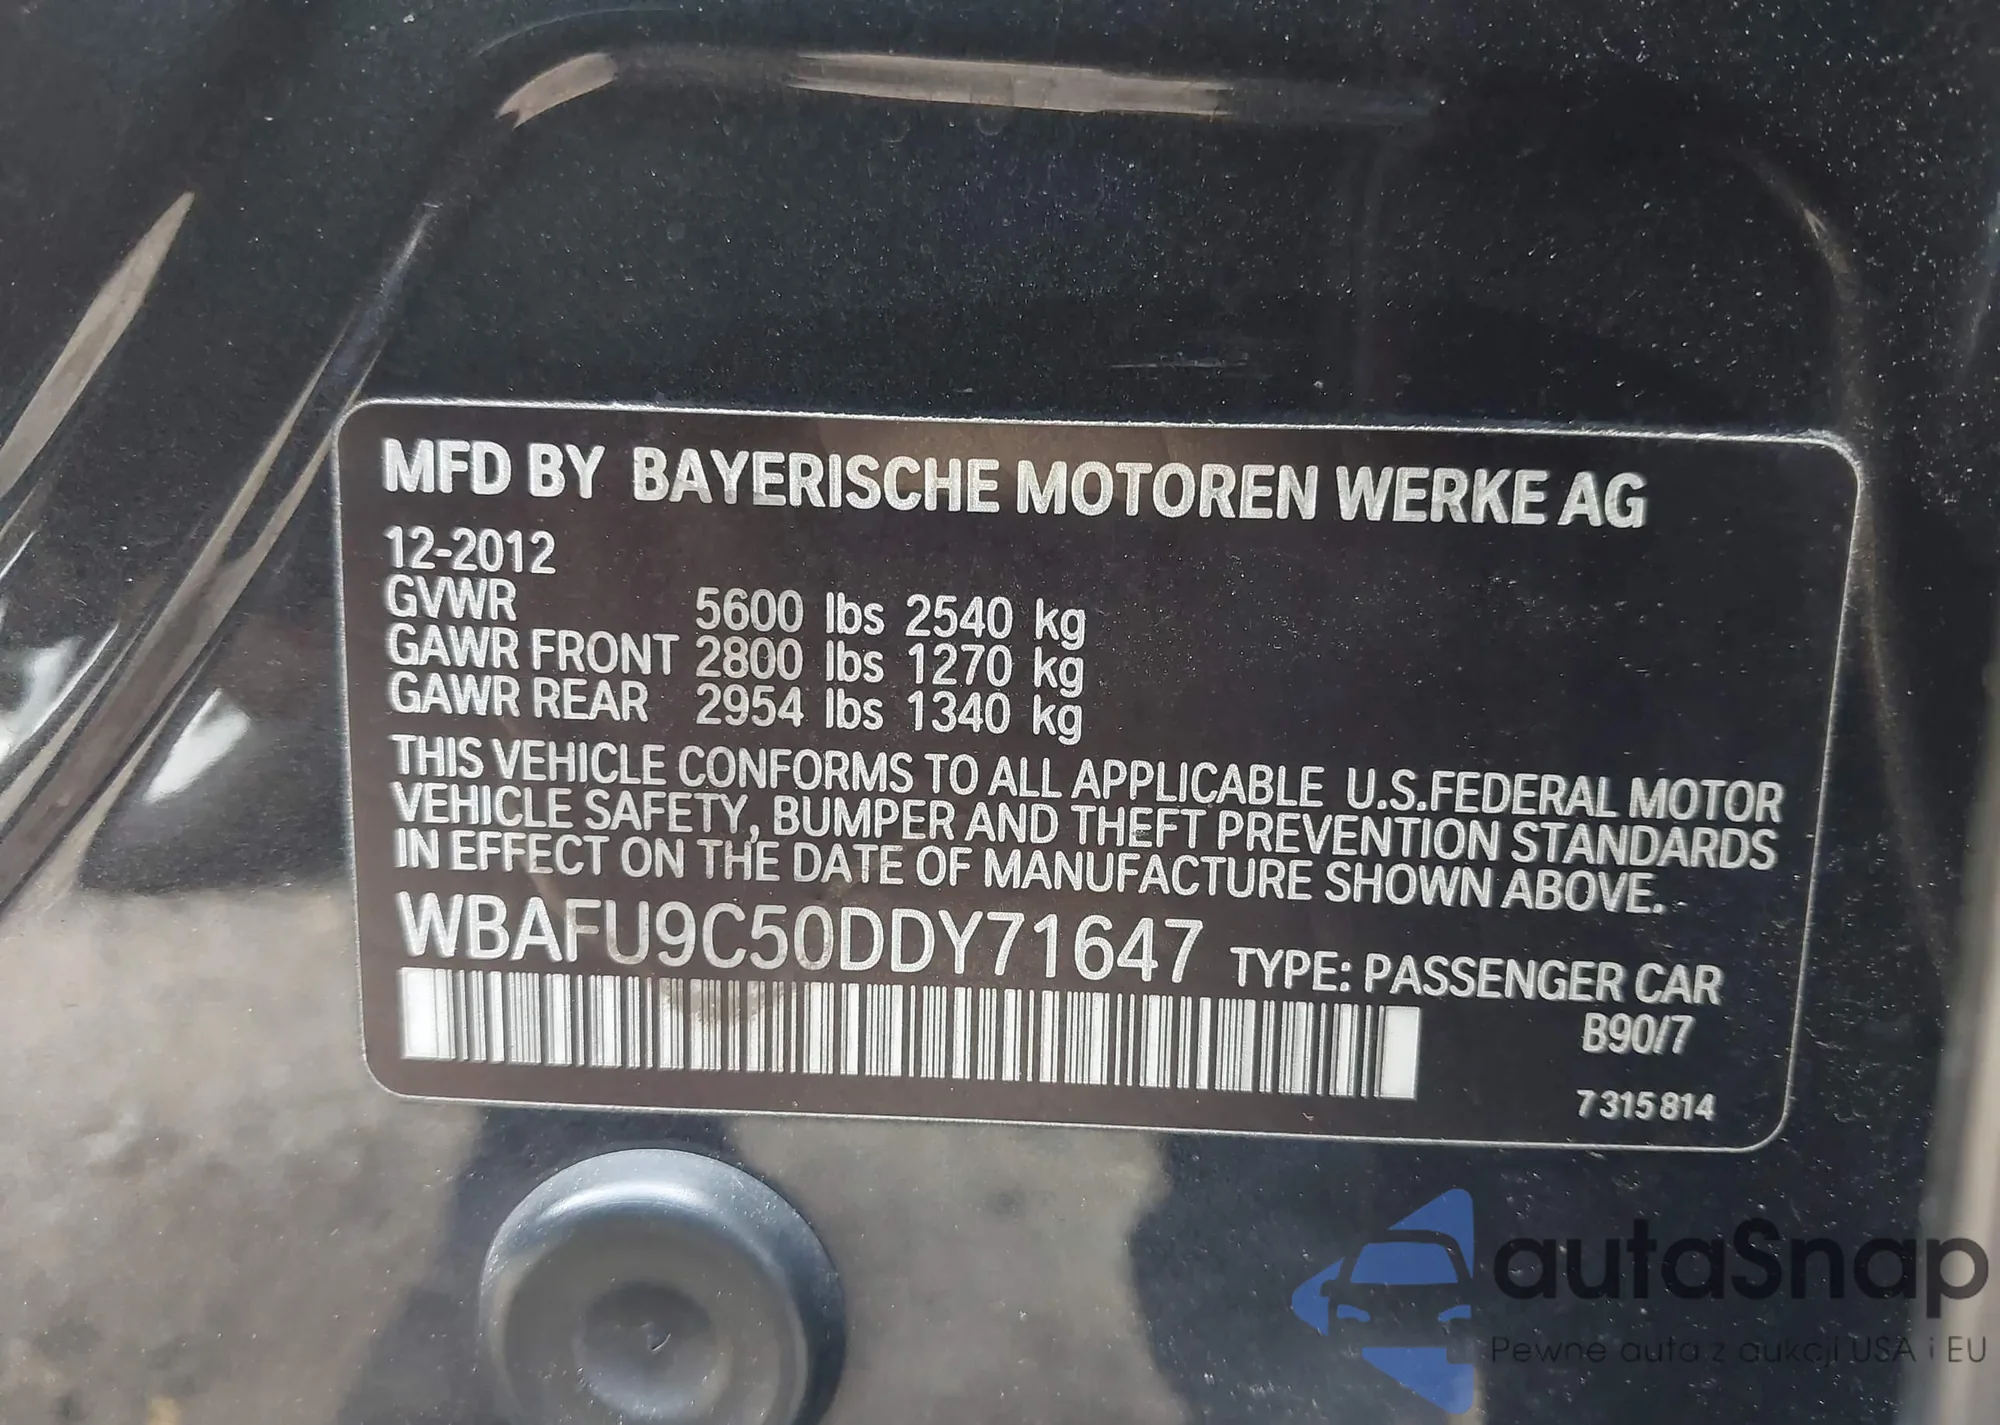 MFD BY BAYERISCHE MOTOREN WERKE AG
12-2012
GVWR 5600 lbs 2540 kg
GAWR FRONT 2800 lbs 1270 kg
GAWR REAR 2954 lbs 1340 kg
THIS VEHICLE CONFORMS TO ALL APPLICABLE U.S.FEDERAL MOTOR
VEHICLE SAFETY, BUMPER AND THEFT PREVENTION STANDARDS
IN EFFECT ON THE DATE OF MANUFACTURE SHOWN ABOVE.
WBAFU9C50DDY71647 TYPE: PASSENGER CAR
B90/7
7 315 814
autaSnap
Pewne auta z aukcji USA i EU